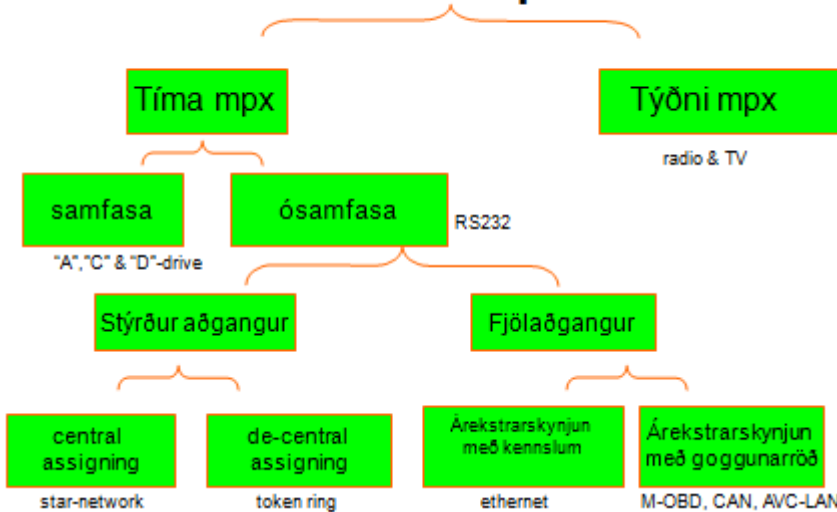 Tíma mpx
Týðni mpx
radio & TV
samfasa
ósamfasa
RS232
"A","C" & "D"-drive
Stýrður aðgangur
Fjölaðgangur
central
assigning
de-central
assigning
Árekstrarskynjun
með kennslum
Árekstrarskynjun
með goggunarröð
star-network
token ring
ethernet
M-OBD, CAN, AVC-LAN